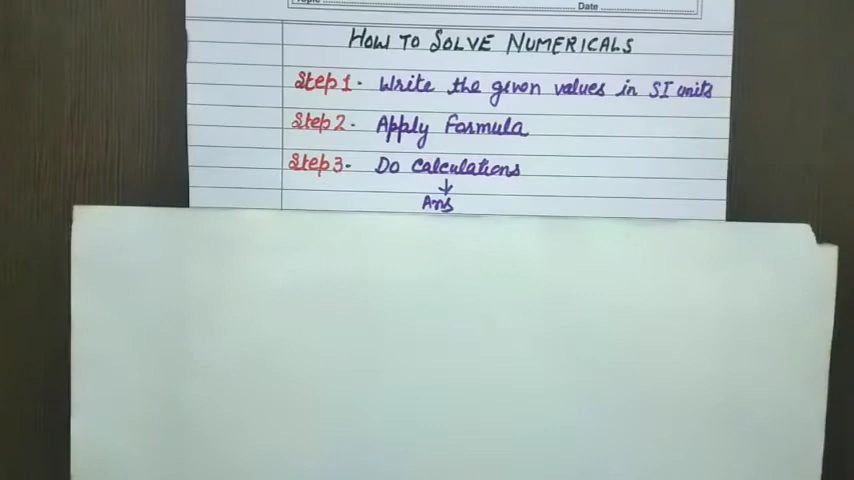 Topic Date
HOW TO SOLVE NUMERICALS
Step 1- Write the given values in SI units
Step 2- Apply Formula
Step 3- Do Calculations
↓
Ans